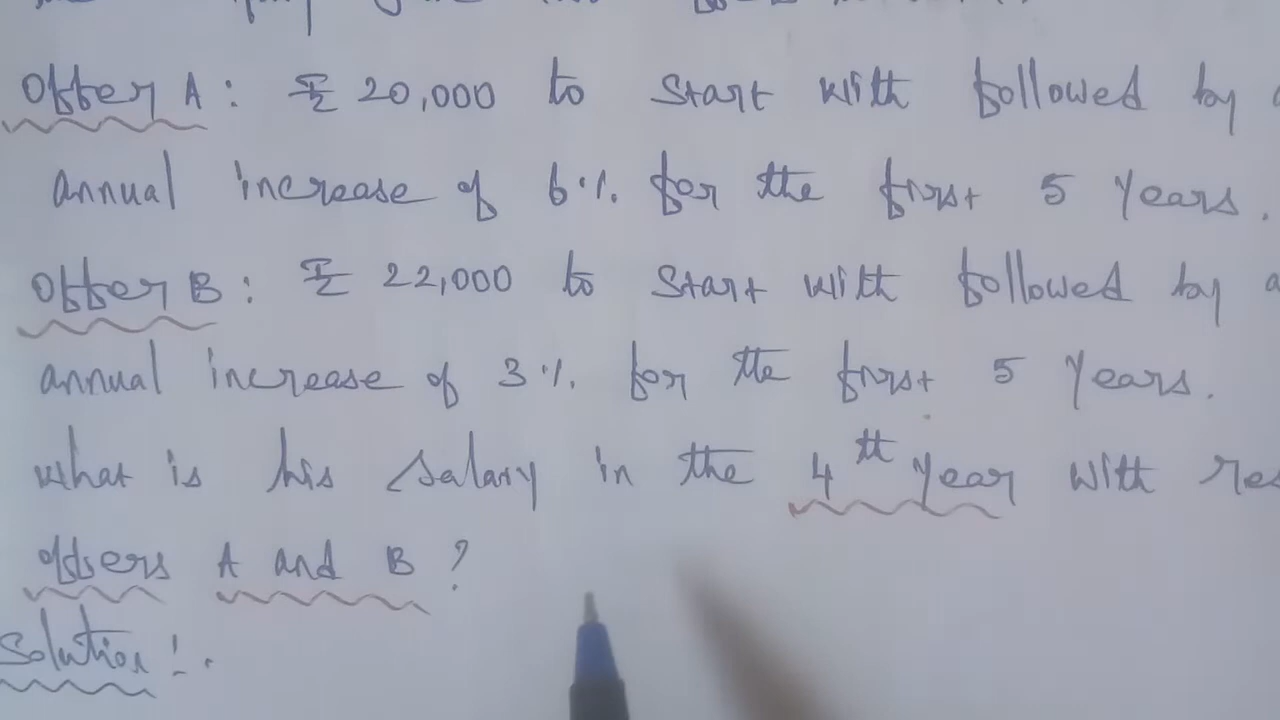 Offer A: ₹ 20,000 to start with followed by
annual increase of 6% for the first 5 years.
Offer B: ₹ 22,000 to start with followed by a
annual increase of 3% for the first 5 years.
What is his salary in the 4th year with res
offers A and B?
Solution:.